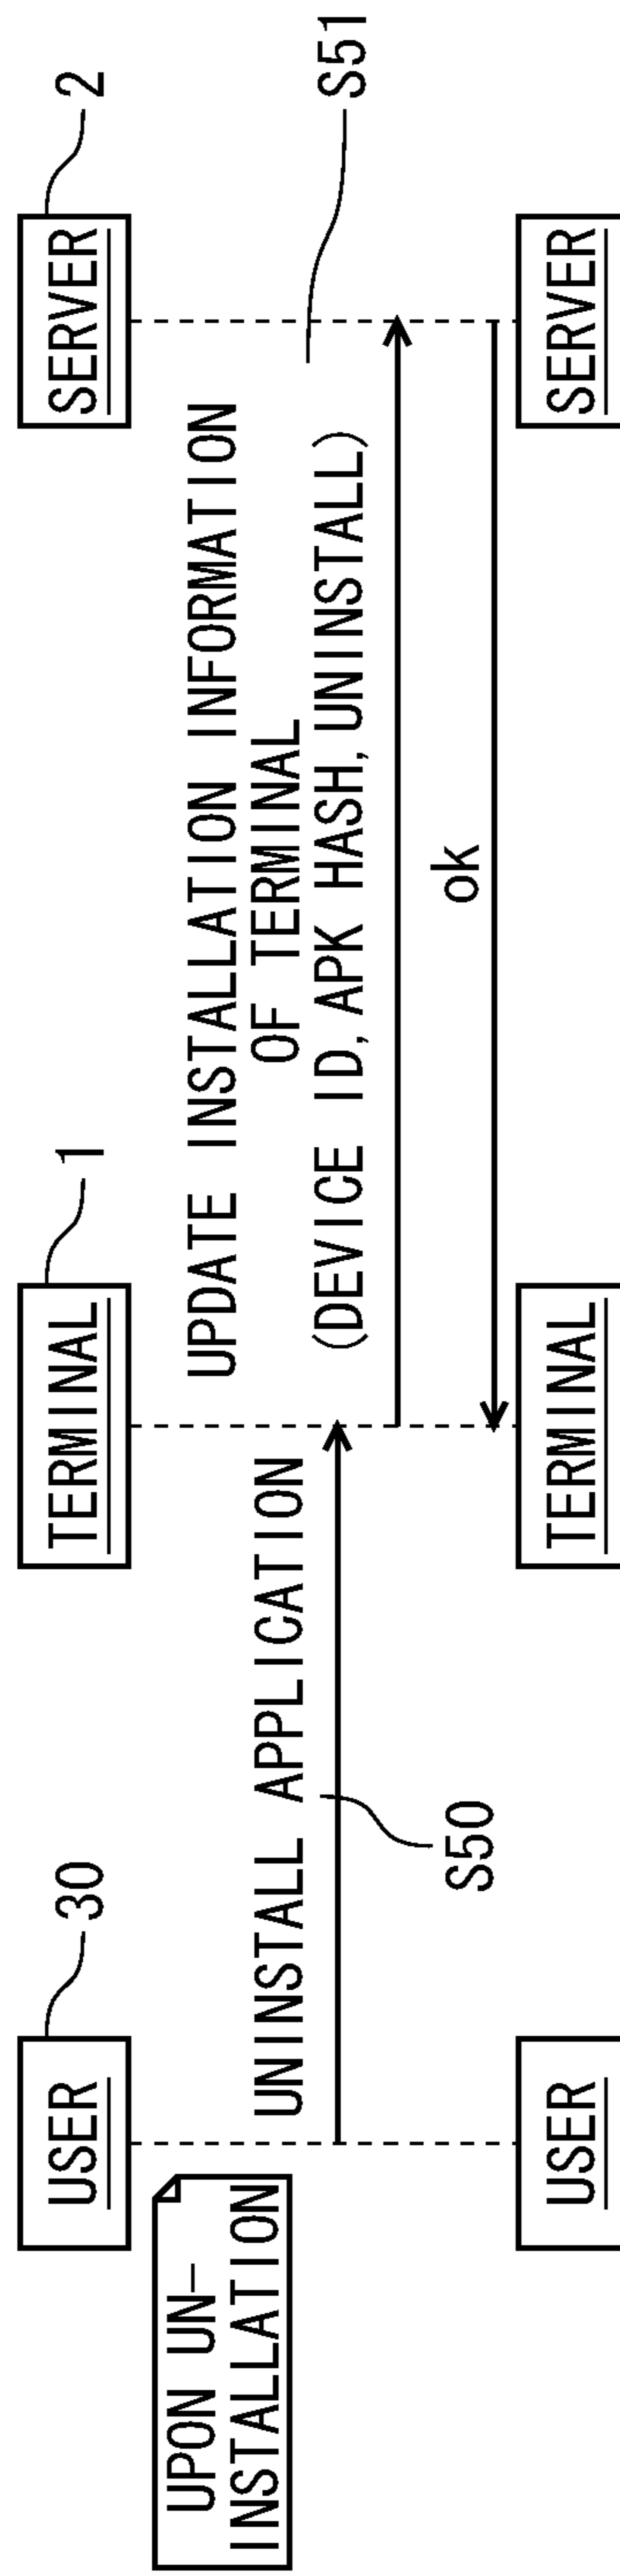 30
1
2
USER
TERMINAL
SERVER
UPON UN-
INSTALLATION
UNINSTALL APPLICATION
S50
UPDATE INSTALLATION INFORMATION
OF TERMINAL
(DEVICE ID, APK HASH, UNINSTALL)
S51
ok
USER
TERMINAL
SERVER